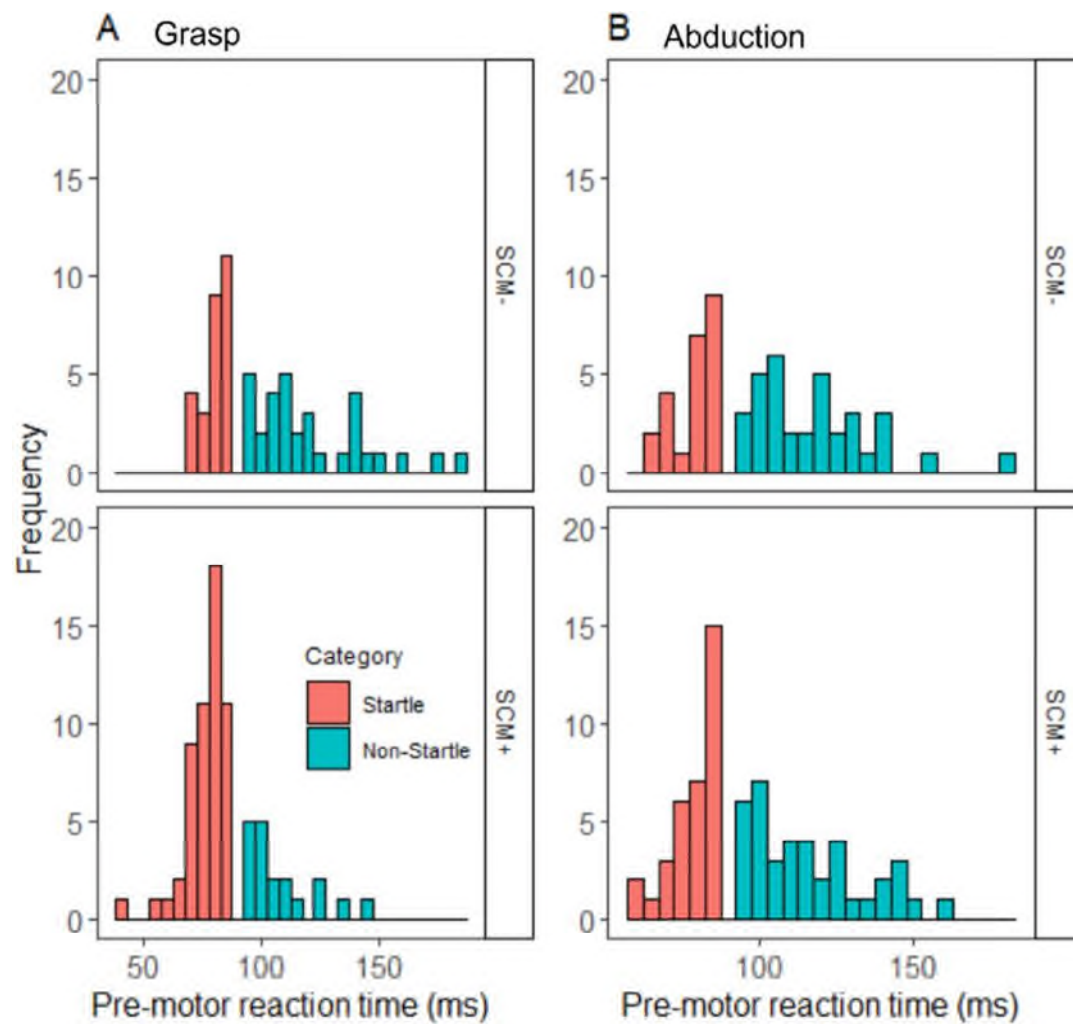 A Grasp
B Abduction
20
15
10
5
0
SCM-
20
15
10
5
0
SCM-
Frequency
20
15
10
5
0
Category
Startle
Non-Startle
SCM+
20
15
10
5
0
SCM+
50 100 150
100 150
Pre-motor reaction time (ms)
Pre-motor reaction time (ms)